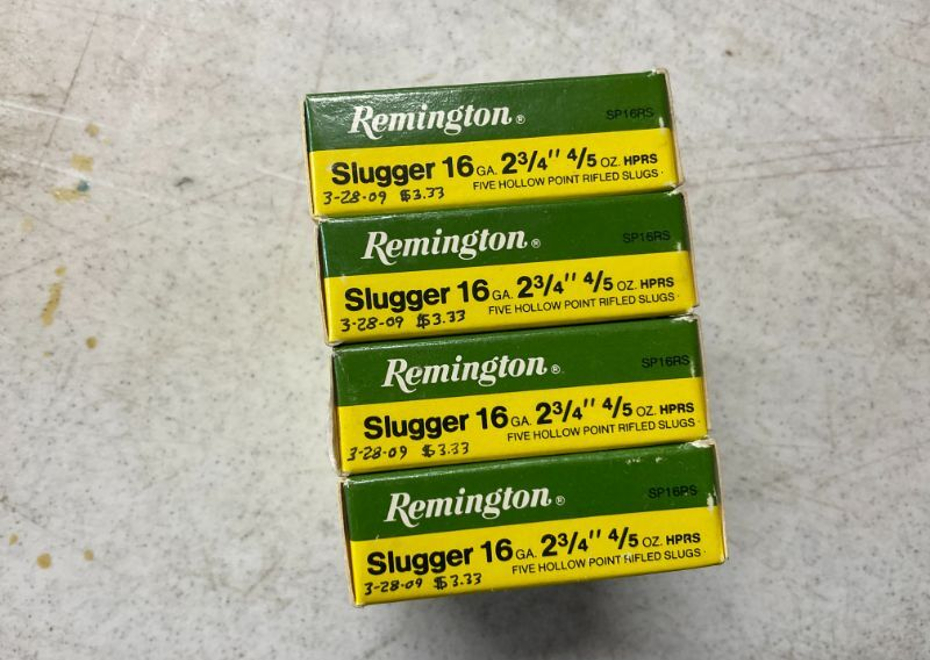 Remington® SP16RS
Slugger 16 GA. 2 3/4" 4/5 OZ. HPRS
FIVE HOLLOW POINT RIFLED SLUGS
3-28-09 $3.33
Remington® SP16RS
Slugger 16 GA. 2 3/4" 4/5 OZ. HPRS
FIVE HOLLOW POINT RIFLED SLUGS
3-28-09 $3.33
Remington® SP16RS
Slugger 16 GA. 2 3/4" 4/5 OZ. HPRS
FIVE HOLLOW POINT RIFLED SLUGS
3-28-09 $3.33
Remington® SP16RS
Slugger 16 GA. 2 3/4" 4/5 OZ. HPRS
FIVE HOLLOW POINT RIFLED SLUGS
3-28-09 $3.33